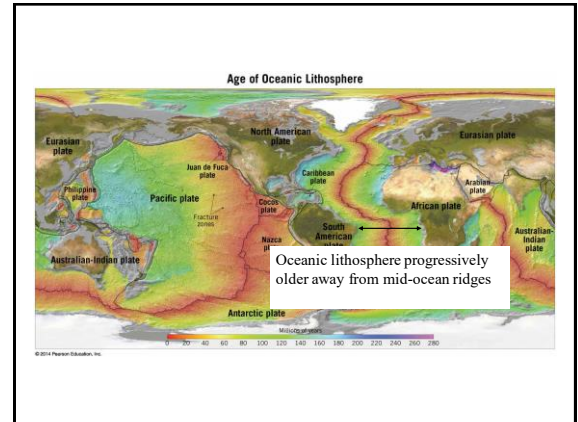 Age of Oceanic Lithosphere
North American
plate
Eurasian
plate
Eurasian plate
Juan de Fuca
plate
Caribbean
plate
Arabian
plate
Philippine
plate
Pacific plate
Fracture
zones
Cocos
plate
African plate
South
American
Nazca
Australian-Indian plate
Australian-
Indian
plate
Oceanic lithosphere progressively
older away from mid-ocean ridges
Antarctic plate
Millions of years
0 20 40 60 80 100 120 140 160 180 200 220 240 260 280
© 2014 Pearson Education, Inc.